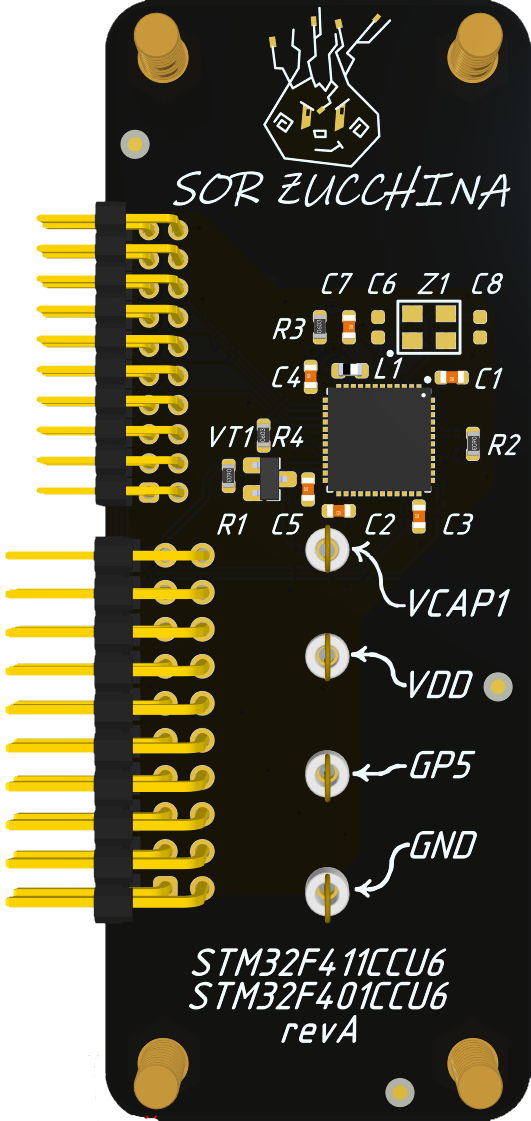 SOR ZUCCHINA
C7 C6 Z1 C8
R3
C4 L1 C1
VT1 R4 R2
R1 C5 C2 C3
VCAP1
VDD
GP5
GND
STM32F411CCU6
STM32F401CCU6
revA